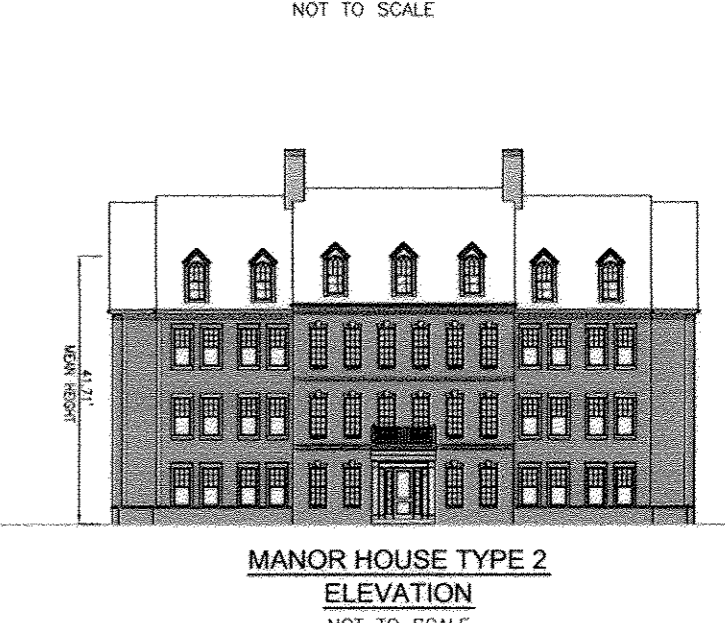 NOT TO SCALE
41.71'
MEAN HEIGHT
MANOR HOUSE TYPE 2
ELEVATION
NOT TO SCALE